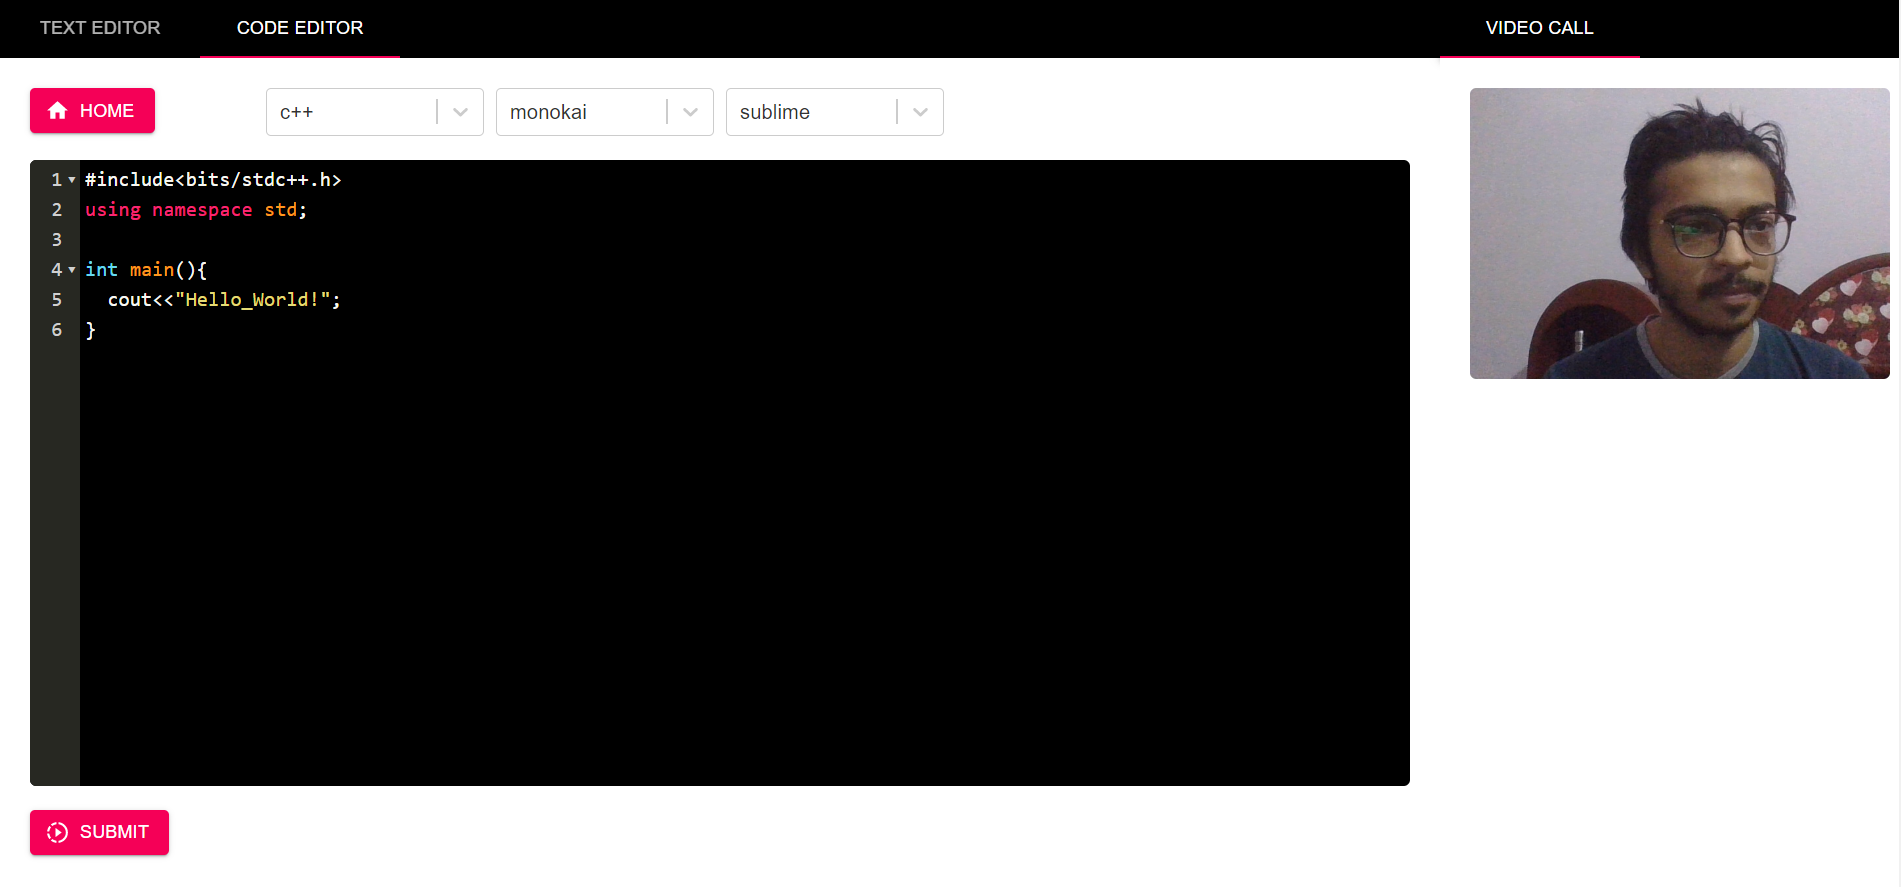 TEXT EDITOR CODE EDITOR VIDEO CALL
HOME c++ monokai sublime
1 #include<bits/stdc++.h>
2 using namespace std;
3
4 int main(){
5   cout<<"Hello_World!";
6 }
SUBMIT